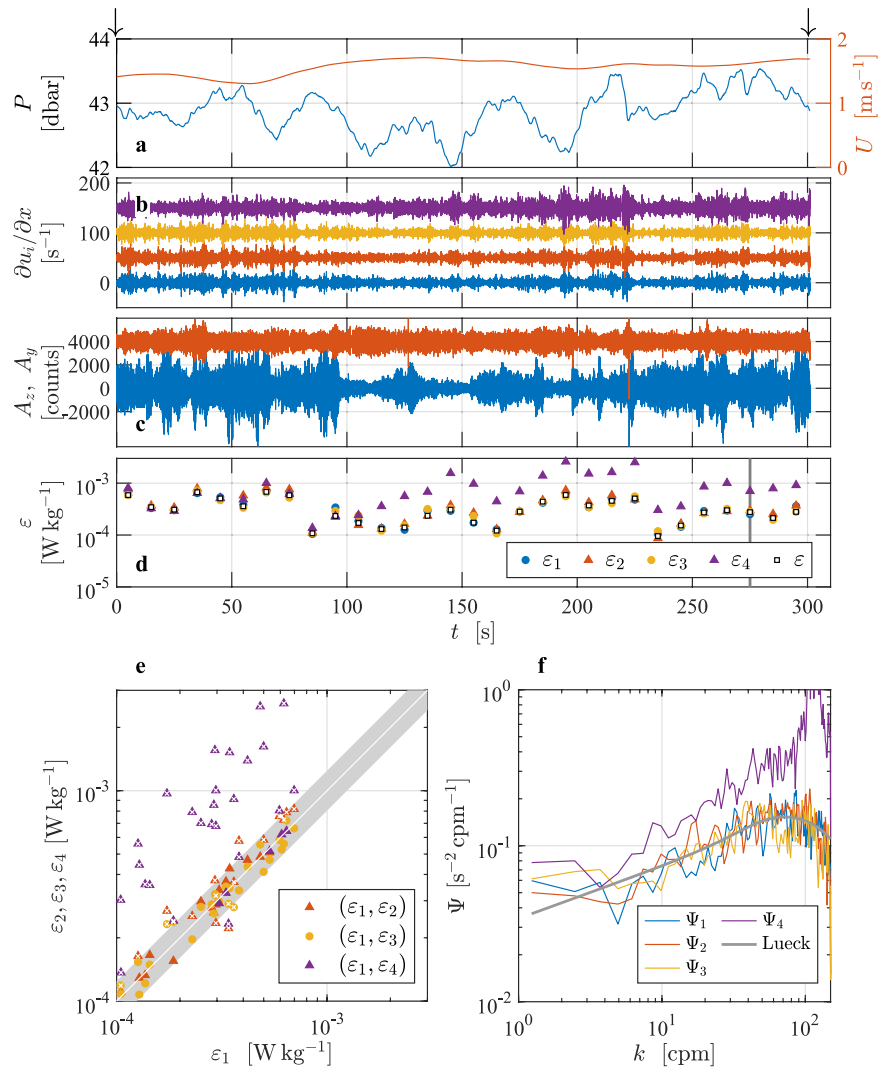 44
43
42
P
[dbar]
a
2
1
0
U [m s⁻¹]
200
100
0
∂uᵢ/∂x
[s⁻¹]
b
4000
2000
0
-2000
A_z, A_y
[counts]
c
10⁻³
10⁻⁴
10⁻⁵
ε
[W kg⁻¹]
d
ε₁ ε₂ ε₃ ε₄ ε
0 50 100 150 200 250 300
t [s]
e
10⁻³
10⁻⁴
ε₂, ε₃, ε₄ [W kg⁻¹]
(ε₁, ε₂)
(ε₁, ε₃)
(ε₁, ε₄)
10⁻⁴ 10⁻³
ε₁ [W kg⁻¹]
f
10⁰
10⁻¹
10⁻²
Ψ [s⁻² cpm⁻¹]
Ψ₁ Ψ₄
Ψ₂ Lueck
Ψ₃
10⁰ 10¹ 10²
k [cpm]